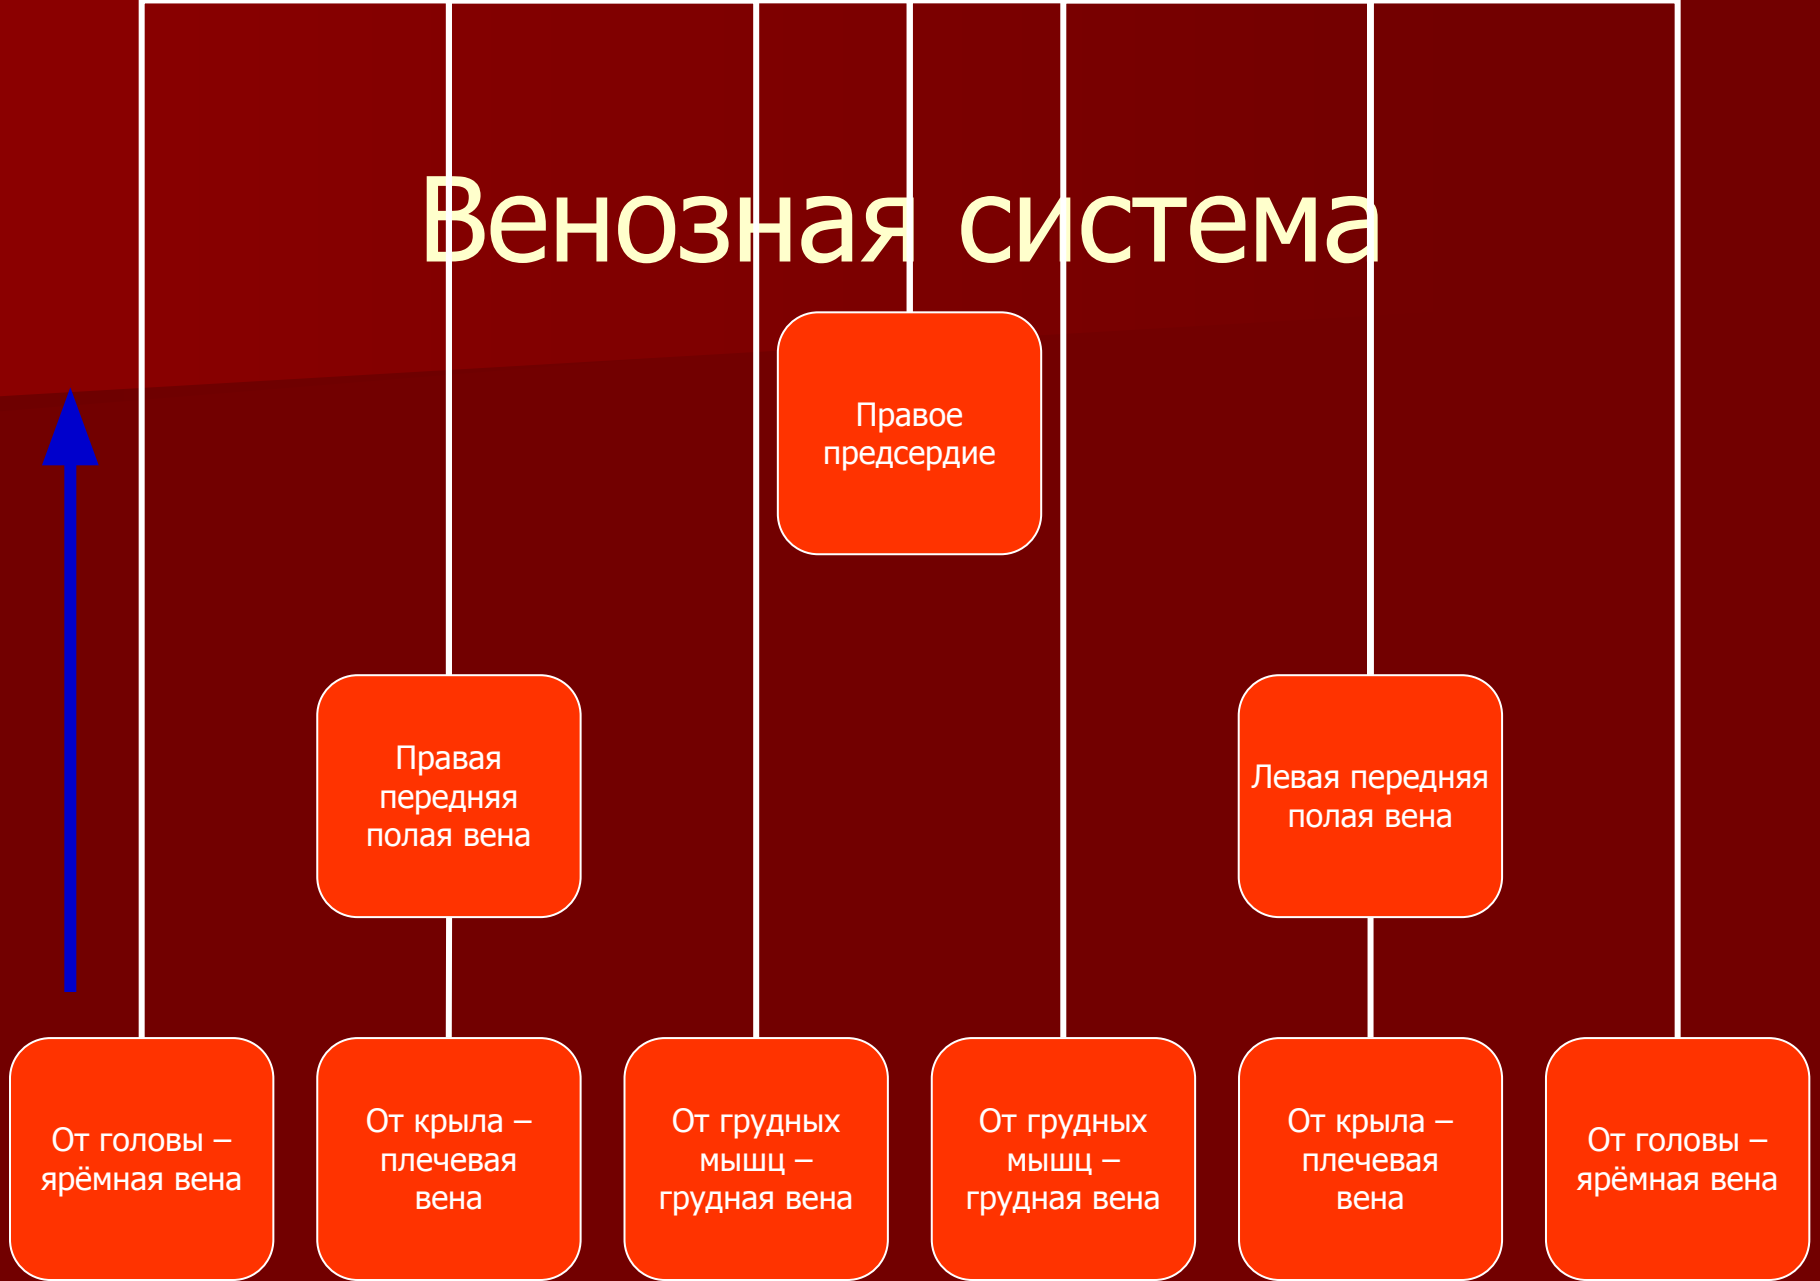 Венозная система
Правое
предсердие
Правая
передняя
полая вена
Левая передняя
полая вена
От головы –
ярёмная вена
От крыла –
плечевая
вена
От грудных
мышц –
грудная вена
От грудных
мышц –
грудная вена
От крыла –
плечевая
вена
От головы –
ярёмная вена